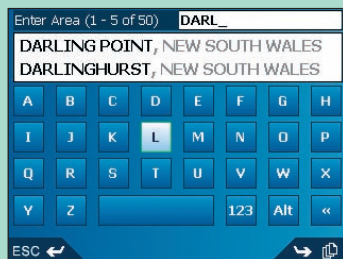 Enter Area (1 - 5 of 50) DARL_
DARLING POINT, NEW SOUTH WALES
DARLINGHURST, NEW SOUTH WALES
A B C D E F G H
I J K L M N O P
Q R S T U V W X
Y Z 123 Alt «
ESC